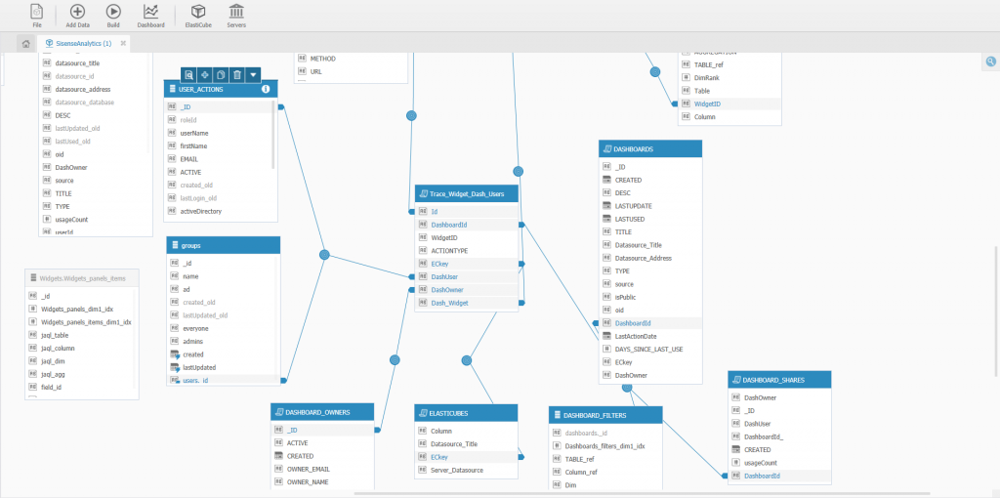 File
Add Data
Build
Dashboard
ElastiCube
Servers
SisenseAnalytics (1)
datasource_title
datasource_id
datasource_address
datasource_database
DESC
lastUpdated_old
lastUsed_old
oid
DashOwner
source
TITLE
TYPE
usageCount
userId
USER_ACTIONS
_ID
roleId
userName
firstName
EMAIL
ACTIVE
created_old
lastLogin_old
activeDirectory
METHOD
URL
AGGREGATION
TABLE_ref
DimRank
Table
WidgetID
Column
DASHBOARDS
_ID
CREATED
DESC
LASTUPDATE
LASTUSED
TITLE
Datasource_Title
Datasource_Address
TYPE
source
isPublic
oid
DashboardId
LastActionDate
DAYS_SINCE_LAST_USE
ECkey
DashOwner
Trace_Widget_Dash_Users
Id
DashboardId
WidgetID
ACTIONTYPE
ECkey
DashUser
DashOwner
Dash_Widget
groups
_id
name
ad
created_old
lastUpdated_old
everyone
admins
created
lastUpdated
users._id
Widgets.Widgets_panels_items
_id
Widgets_panels_dim1_idx
Widgets_panels_items_dim1_idx
jaql_table
jaql_column
jaql_dim
jaql_agg
field_id
DASHBOARD_OWNERS
_ID
ACTIVE
CREATED
OWNER_EMAIL
OWNER_NAME
ELASTICUBES
Column
Datasource_Title
ECkey
Server_Datasource
DASHBOARD_FILTERS
dashboards._id
Dashboards_filters_dim1_idx
TABLE_ref
Column_ref
Dim
DASHBOARD_SHARES
DashOwner
_ID
DashUser
DashboardId_
CREATED
usageCount
DashboardId